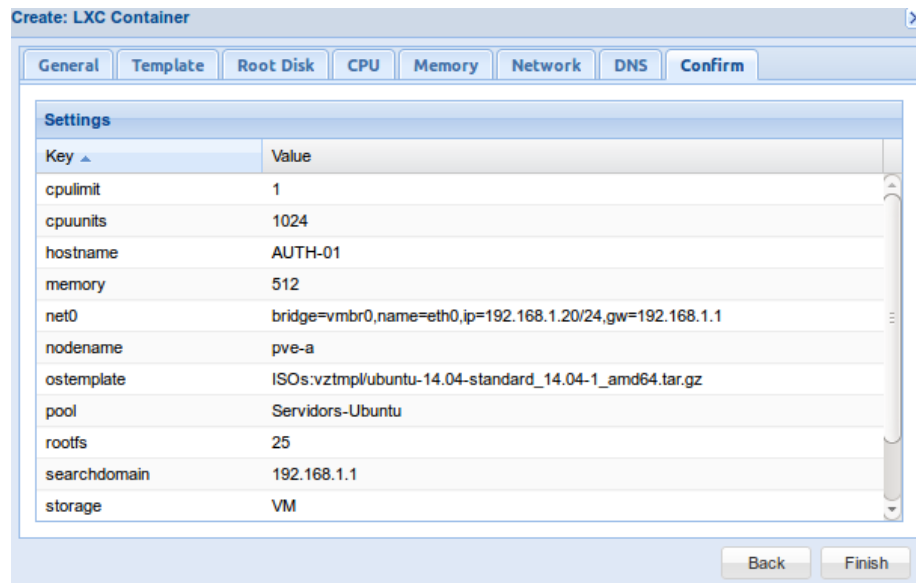 Create: LXC Container
General Template Root Disk CPU Memory Network DNS Confirm
Settings
Key Value
cpulimit 1
cpuunits 1024
hostname AUTH-01
memory 512
net0 bridge=vmbr0,name=eth0,ip=192.168.1.20/24,gw=192.168.1.1
nodename pve-a
ostemplate ISOs:vztmpl/ubuntu-14.04-standard_14.04-1_amd64.tar.gz
pool Servidors-Ubuntu
rootfs 25
searchdomain 192.168.1.1
storage VM
Back Finish